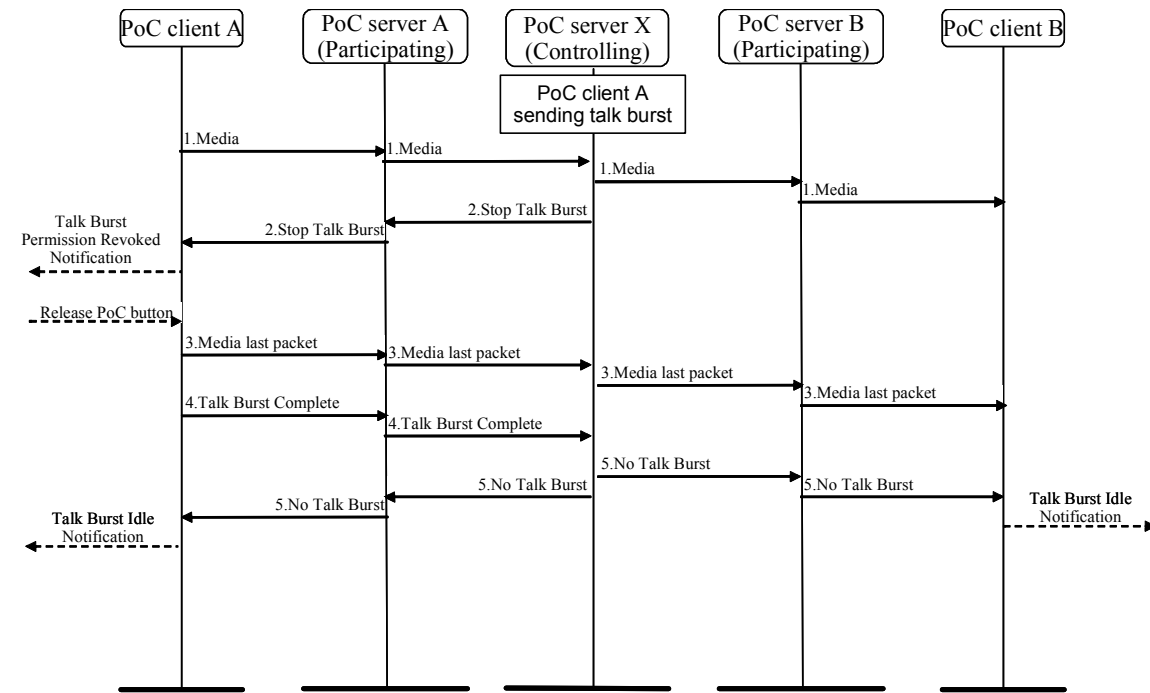 PoC client A
PoC server A
(Participating)
PoC server X
(Controlling)
PoC server B
(Participating)
PoC client B
PoC client A
sending talk burst
1.Media
1.Media
1.Media
1.Media
2.Stop Talk Burst
2.Stop Talk Burst
Talk Burst
Permission Revoked
Notification
Release PoC button
3.Media last packet
3.Media last packet
3.Media last packet
3.Media last packet
4.Talk Burst Complete
4.Talk Burst Complete
5.No Talk Burst
5.No Talk Burst
5.No Talk Burst
5.No Talk Burst
Talk Burst Idle
Notification
Talk Burst Idle
Notification